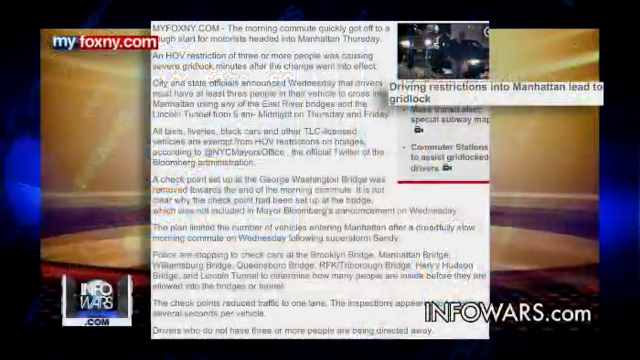 my foxny.com
MYFOXNY.COM - The morning commute quickly got off to a
rough start for motorists headed into Manhattan Thursday.
An HOV restriction of three or more people was causing
severe gridlock minutes after the change went into effect.
City and state officials announced Wednesday that drivers
must have at least three people in their vehicle to cross into
Manhattan using any of the East River bridges and the
Lincoln Tunnel from 6 am- Midnight on Thursday and Friday
All taxis, liveries, black cars and other TLC-licensed
vehicles are exempt from HOV restrictions on bridges,
according to @NYCMayorsOffice , the official Twitter of the
Bloomberg administration.
A check point set up at the George Washington Bridge was
removed towards the end of the morning commute. It is not
clear why the check point had been set up at the bridge,
which was not included in Mayor Bloomberg's announcement on Wednesday
The plan limited the number of vehicles entering Manhattan after a dreadfully slow
morning commute on Wednesday following superstorm Sandy.
Police are stopping to check cars at the Brooklyn Bridge, Manhattan Bridge,
Williamsburg Bridge, Queensboro Bridge, RFK/Triborough Bridge, Henry Hudson
Bridge, and Lincoln Tunnel to determine how many people are inside before they are
allowed into the bridges or tunnel
The check points reduced traffic to one lane. The inspections appear
several seconds per vehicle.
Drivers who do not have three or more people are being directed away.
Driving restrictions into Manhattan lead to
gridlock
Mass transit alert:
special subway map
Commuter Stations
to assist gridlocked
drivers
INFO
WARS
.COM
INFOWARS.com